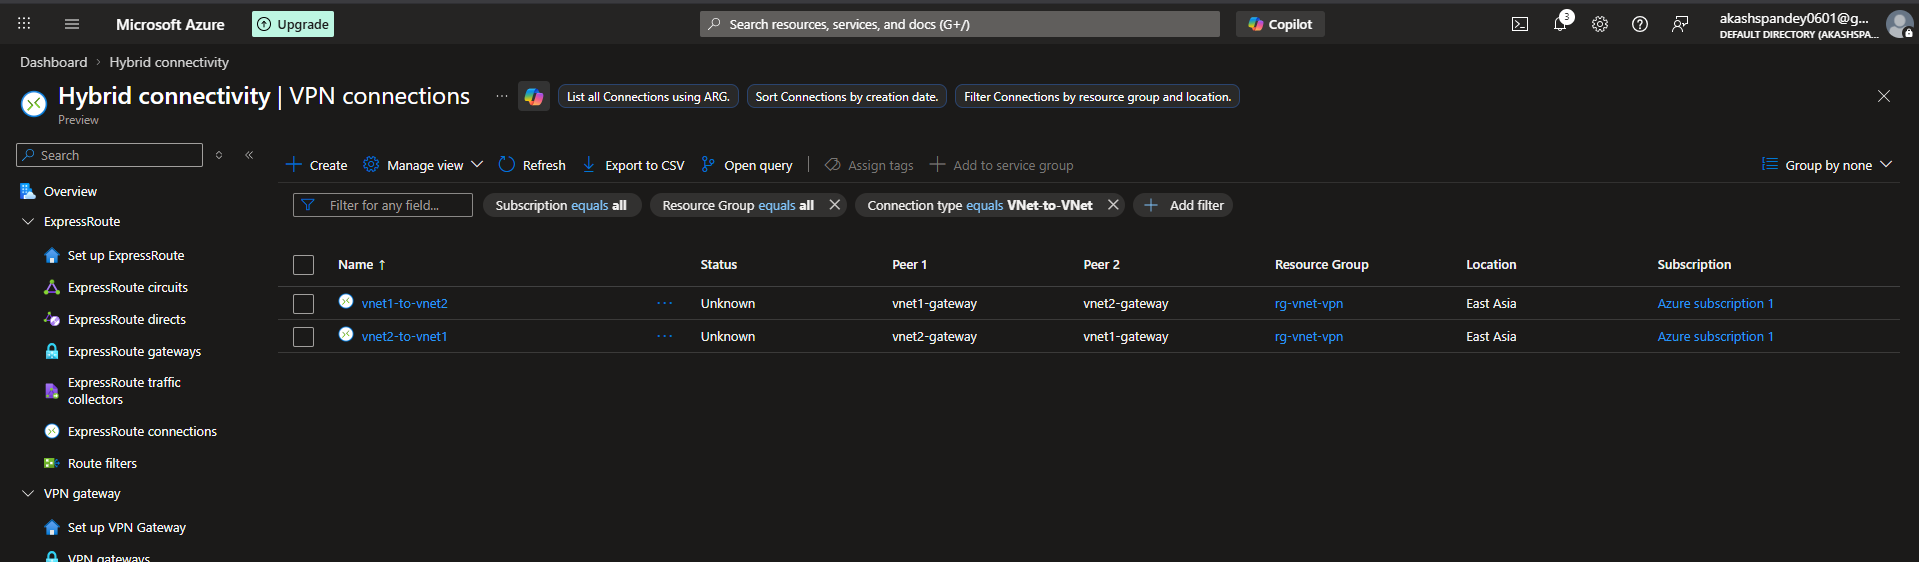 Microsoft Azure
Upgrade
Search resources, services, and docs (G+/)
Copilot
3
akashspandey0601@g...
DEFAULT DIRECTORY (AKASHSPA...
Dashboard > Hybrid connectivity
Hybrid connectivity | VPN connections
...
List all Connections using ARG.
Sort Connections by creation date.
Filter Connections by resource group and location.
Preview
Search
Overview
ExpressRoute
Set up ExpressRoute
ExpressRoute circuits
ExpressRoute directs
ExpressRoute gateways
ExpressRoute traffic
collectors
ExpressRoute connections
Route filters
VPN gateway
Set up VPN Gateway
VPN gateways
Create
Manage view
Refresh
Export to CSV
Open query
Assign tags
Add to service group
Group by none
Filter for any field...
Subscription equals all
Resource Group equals all
Connection type equals VNet-to-VNet
Add filter
Name ↑ Status Peer 1 Peer 2 Resource Group Location Subscription
vnet1-to-vnet2 ... Unknown vnet1-gateway vnet2-gateway rg-vnet-vpn East Asia Azure subscription 1
vnet2-to-vnet1 ... Unknown vnet2-gateway vnet1-gateway rg-vnet-vpn East Asia Azure subscription 1